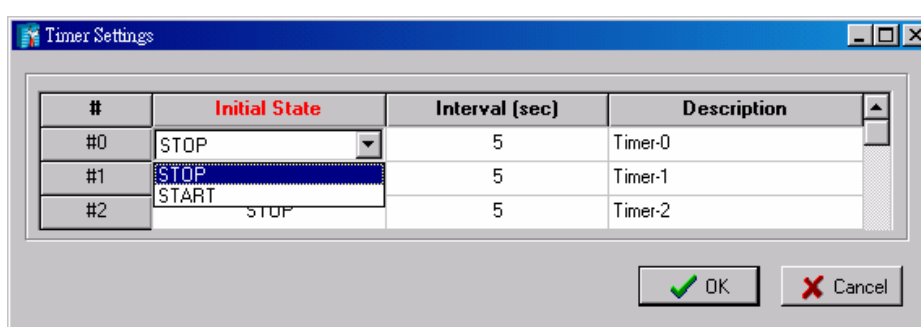 Timer Settings
# Initial State Interval (sec) Description
#0 STOP 5 Timer-0
#1 STOP 5 Timer-1
START
#2 STOP 5 Timer-2
OK Cancel